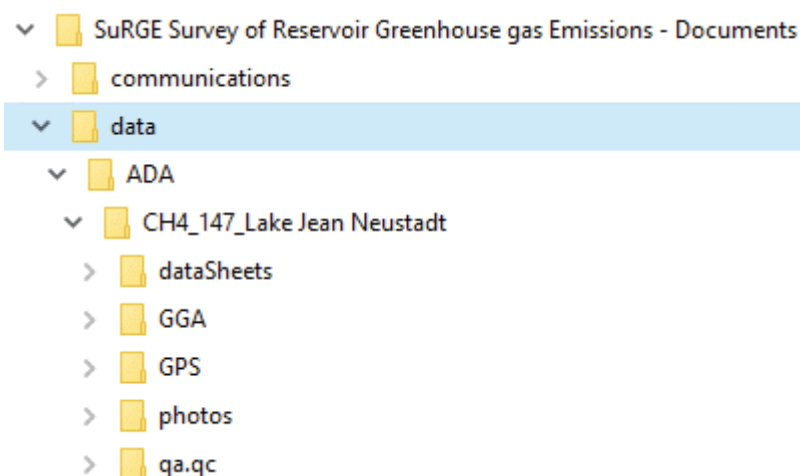 SuRGE Survey of Reservoir Greenhouse gas Emissions - Documents
communications
data
ADA
CH4_147_Lake Jean Neustadt
dataSheets
GGA
GPS
photos
qa.qc